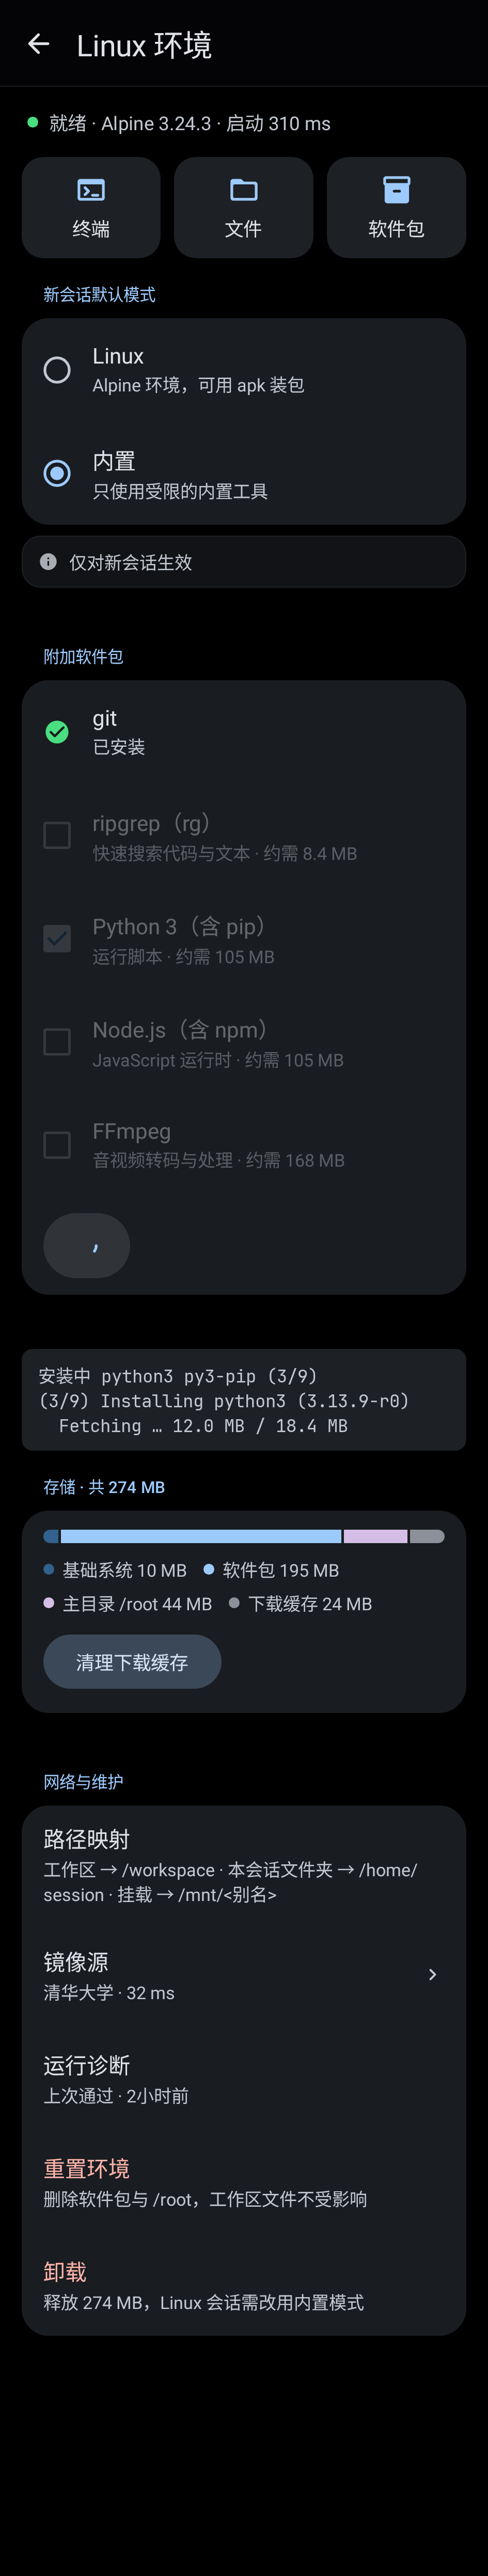 Linux 环境
就绪 · Alpine 3.24.3 · 启动 310 ms
终端
文件
软件包
新会话默认模式
Linux
Alpine 环境，可用 apk 装包
内置
只使用受限的内置工具
仅对新会话生效
附加软件包
git
已安装
ripgrep（rg）
快速搜索代码与文本 · 约需 8.4 MB
Python 3（含 pip）
运行脚本 · 约需 105 MB
Node.js（含 npm）
JavaScript 运行时 · 约需 105 MB
FFmpeg
音视频转码与处理 · 约需 168 MB
安装中 python3 py3-pip (3/9)
(3/9) Installing python3 (3.13.9-r0)
Fetching … 12.0 MB / 18.4 MB
存储 · 共 274 MB
基础系统 10 MB
软件包 195 MB
主目录 /root 44 MB
下载缓存 24 MB
清理下载缓存
网络与维护
路径映射
工作区 → /workspace · 本会话文件夹 → /home/
session · 挂载 → /mnt/<别名>
镜像源
清华大学 · 32 ms
运行诊断
上次通过 · 2小时前
重置环境
删除软件包与 /root，工作区文件不受影响
卸载
释放 274 MB，Linux 会话需改用内置模式